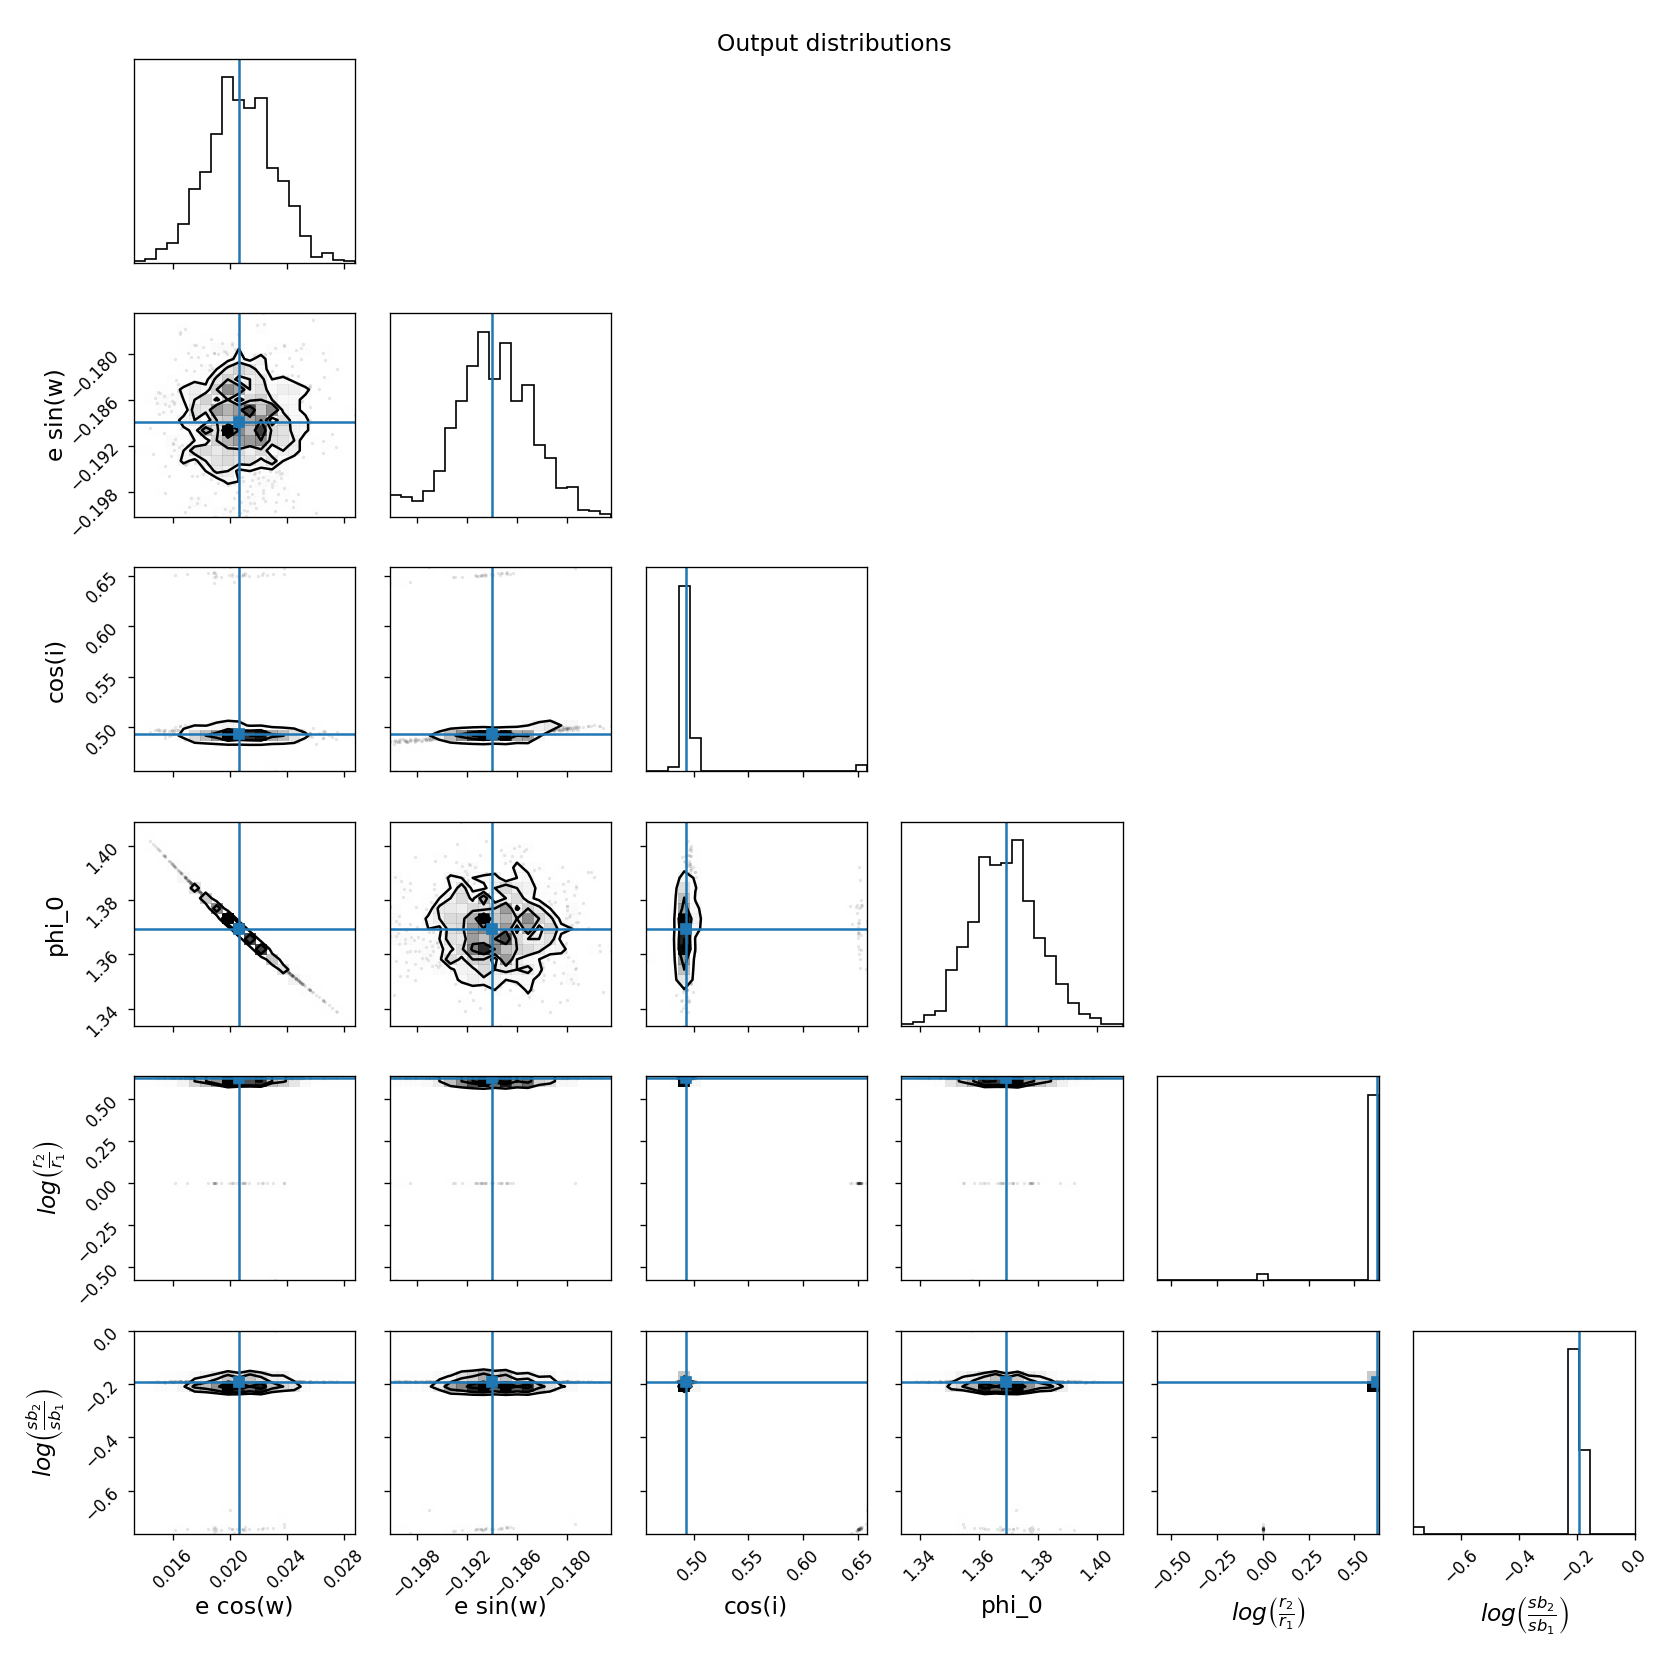 Output distributions
e sin(w)
−0.180
−0.186
−0.192
−0.198
cos(i)
0.65
0.60
0.55
0.50
phi_0
1.40
1.38
1.36
1.34
log(r2/r1)
0.50
0.25
0.00
−0.25
−0.50
log(sb2/sb1)
0.0
−0.2
−0.4
−0.6
0.016 0.020 0.024 0.028
−0.198 −0.192 −0.186 −0.180
0.50 0.55 0.60 0.65
1.34 1.36 1.38 1.40
−0.50 −0.25 0.00 0.25 0.50
−0.6 −0.4 −0.2 0.0
e cos(w)
e sin(w)
cos(i)
phi_0
log(r2/r1)
log(sb2/sb1)